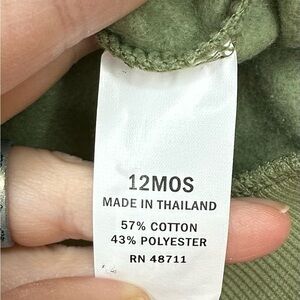 12MOS
MADE IN THAILAND
57% COTTON
43% POLYESTER
RN 48711